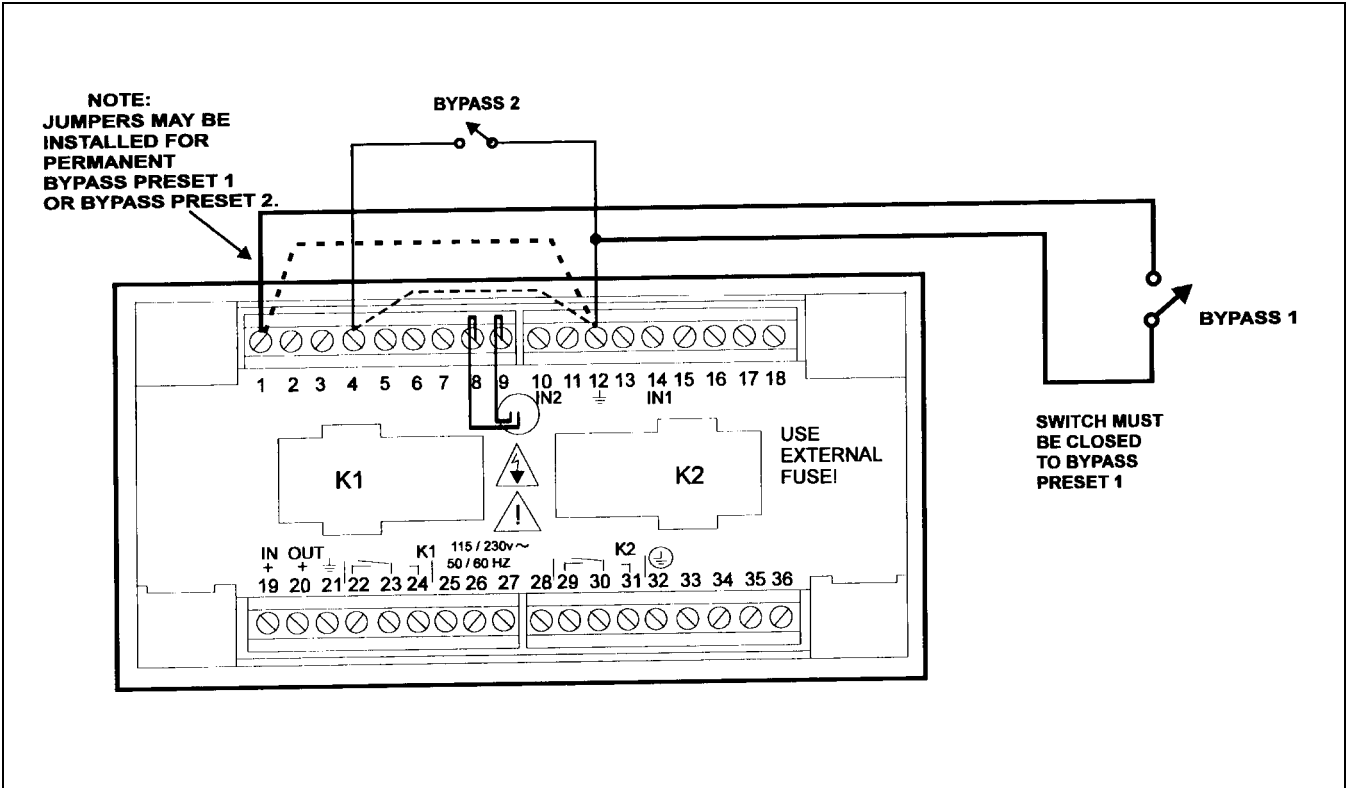 NOTE:
JUMPERS MAY BE
INSTALLED FOR
PERMANENT
BYPASS PRESET 1
OR BYPASS PRESET 2.
BYPASS 2
BYPASS 1
SWITCH MUST
BE CLOSED
TO BYPASS
PRESET 1
1 2 3 4 5 6 7 8 9 10 11 12 13 14 15 16 17 18
IN2 IN1
K1
K2
USE
EXTERNAL
FUSE!
!
IN OUT K1 115 / 230v ~ K2
+ + 50 / 60 HZ
19 20 21 22 23 24 25 26 27 28 29 30 31 32 33 34 35 36